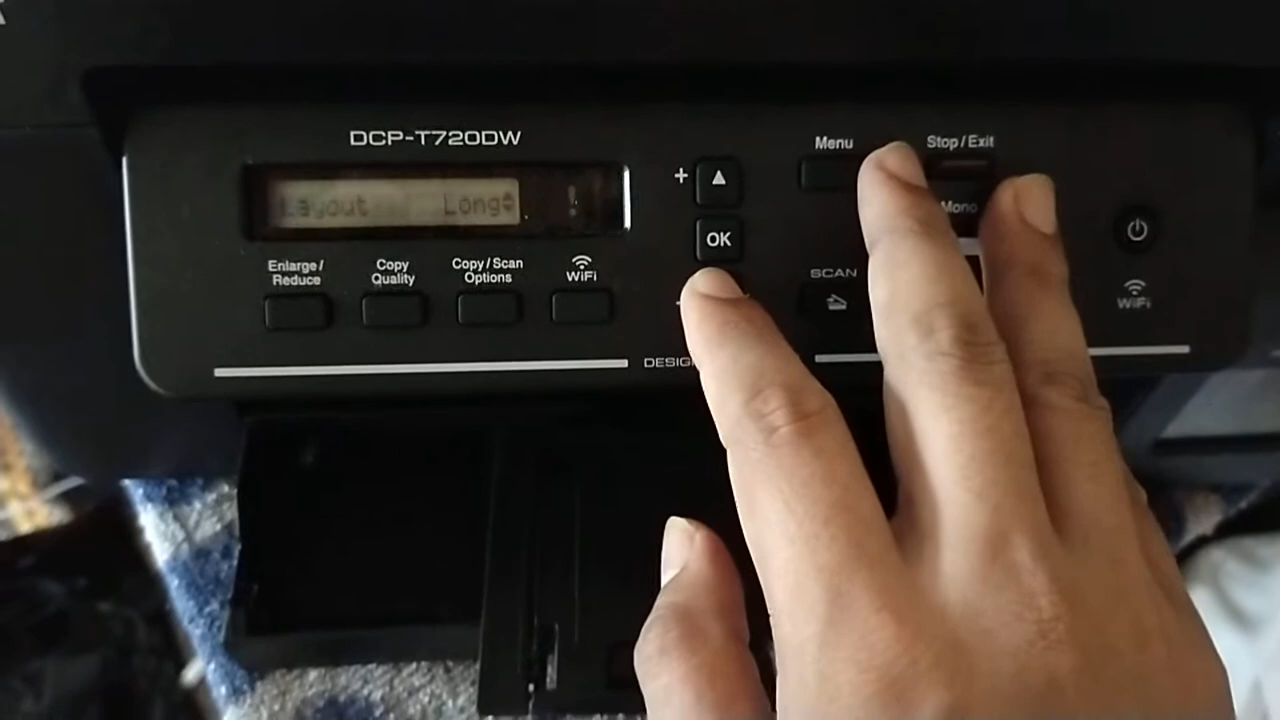 DCP-T720DW
Layout Long
Enlarge/
Reduce
Copy
Quality
Copy/Scan
Options
WiFi
+
OK
DESIG
Menu
Stop/Exit
Mono
SCAN
WiFi